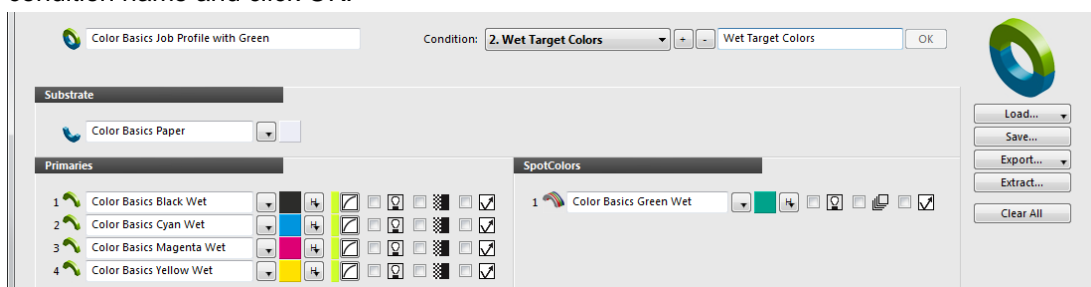 condition name and click OK.
Color Basics Job Profile with Green Condition: 2. Wet Target Colors + - Wet Target Colors OK
Substrate
Color Basics Paper
Load...
Save...
Export...
Extract...
Clear All
Primaries
1 Color Basics Black Wet H
2 Color Basics Cyan Wet H
3 Color Basics Magenta Wet H
4 Color Basics Yellow Wet H
SpotColors
1 Color Basics Green Wet H